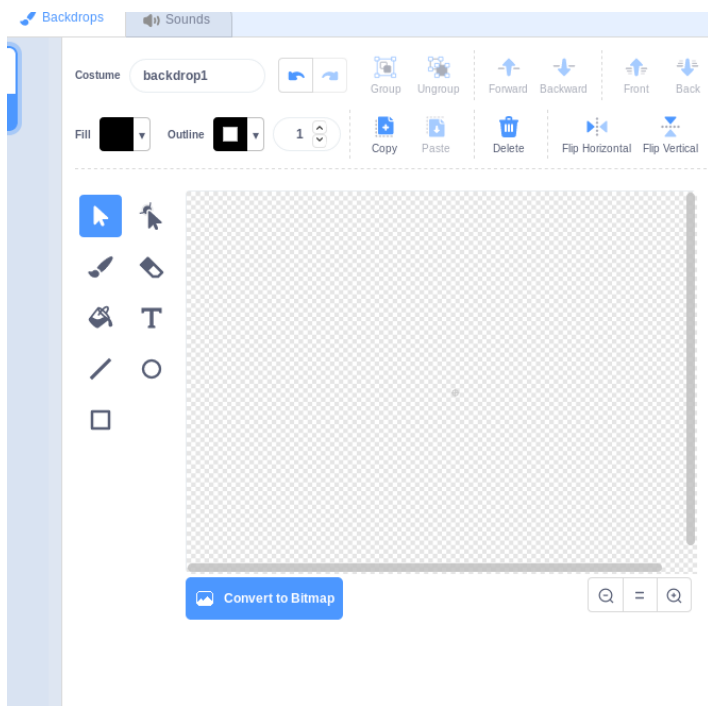 Backdrops Sounds
Costume backdrop1 Group Ungroup Forward Backward Front Back
Fill Outline 1 Copy Paste Delete Flip Horizontal Flip Vertical
T
Convert to Bitmap =